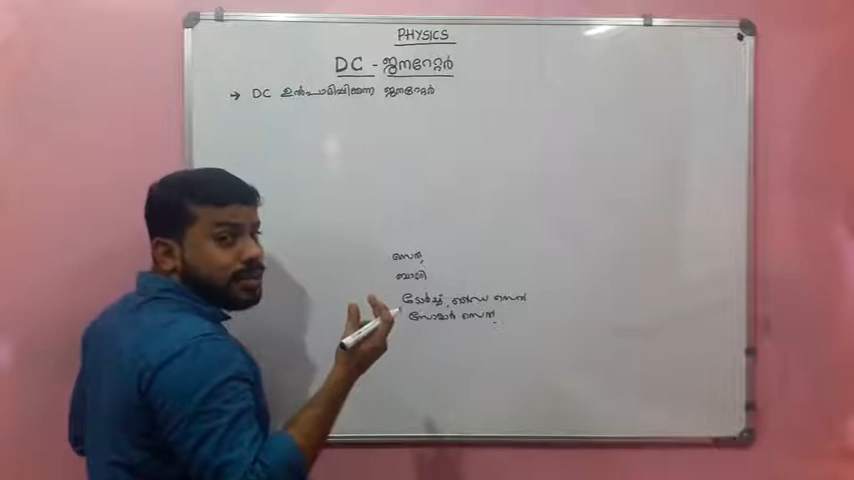 PHYSICS
DC - ജനറേറ്റർ
→ DC ഉൽപാദിപ്പിക്കുന്ന ജനറേറ്റർ
സെൽ,
ബാറ്ററി
ടോർച്ച്, സെൽ
സോളാർ സെൽ.